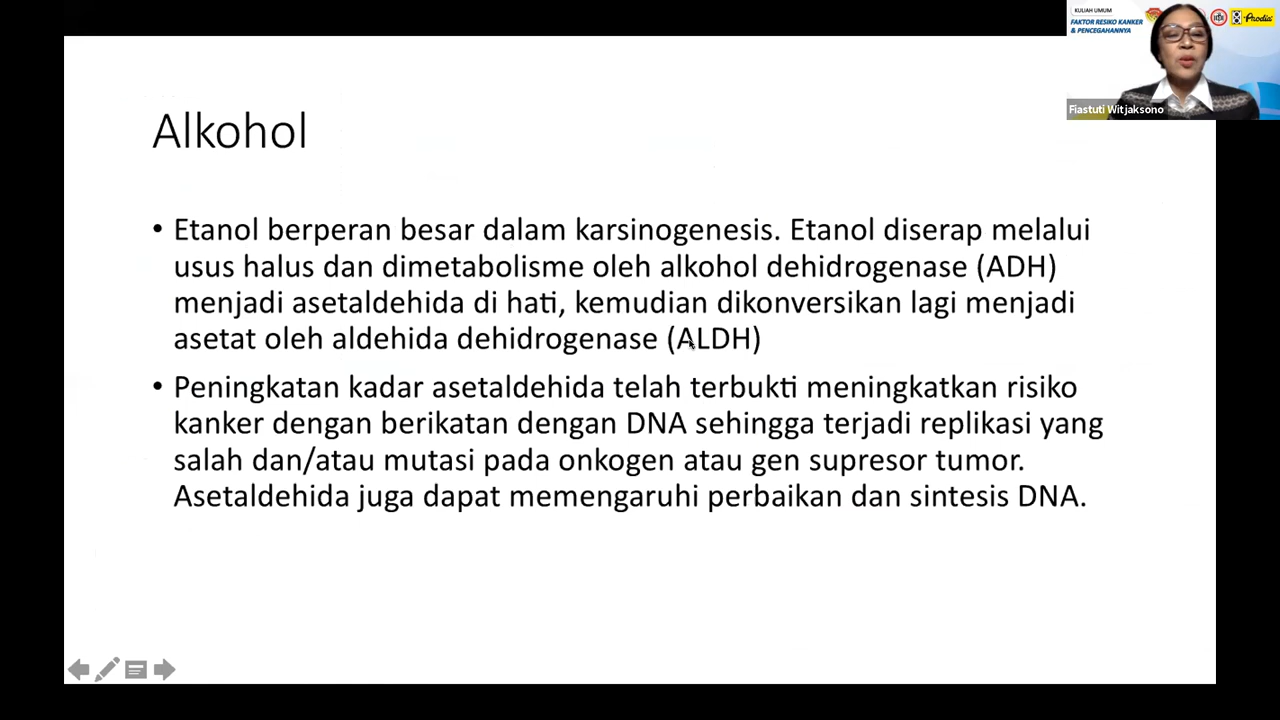 KULIAH UMUM
FAKTOR RESIKO KANKER
& PENCEGAHANNYA
Prodia
Fiastuti Witjaksono
Alkohol
• Etanol berperan besar dalam karsinogenesis. Etanol diserap melalui
usus halus dan dimetabolisme oleh alkohol dehidrogenase (ADH)
menjadi asetaldehida di hati, kemudian dikonversikan lagi menjadi
asetat oleh aldehida dehidrogenase (ALDH)
• Peningkatan kadar asetaldehida telah terbukti meningkatkan risiko
kanker dengan berikatan dengan DNA sehingga terjadi replikasi yang
salah dan/atau mutasi pada onkogen atau gen supresor tumor.
Asetaldehida juga dapat memengaruhi perbaikan dan sintesis DNA.